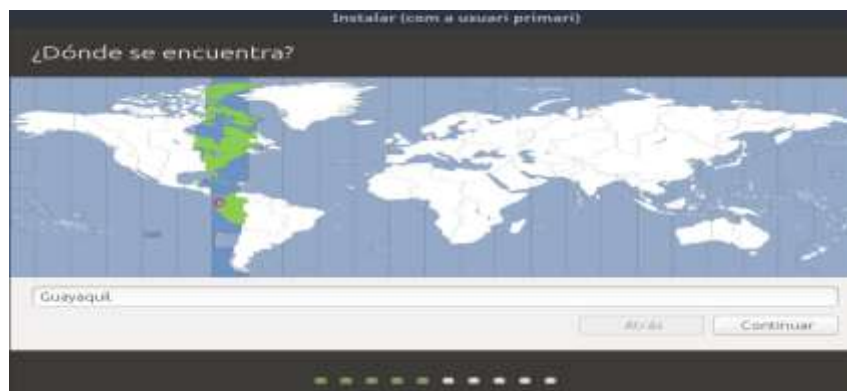 Instalar (com a usuari primari)
¿Dónde se encuentra?
Guayaquil
Atrás
Continuar